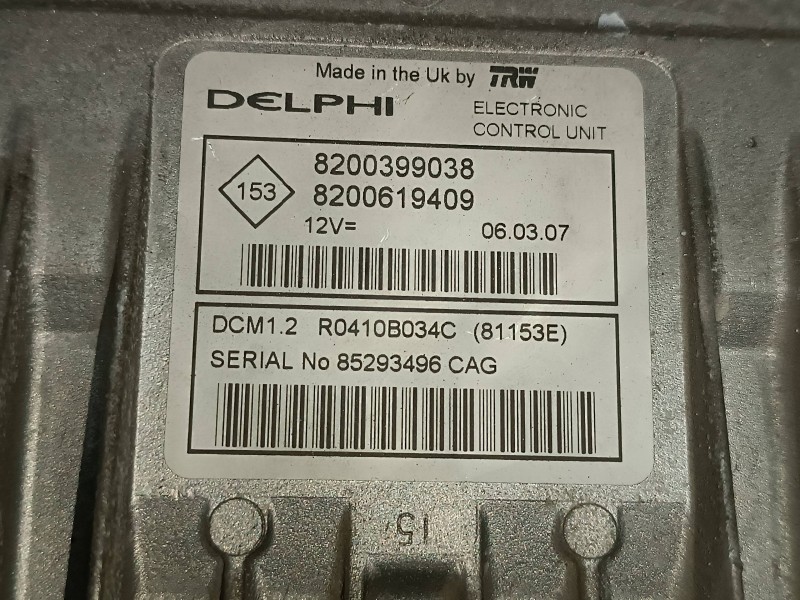 Made in the Uk by TRW
DELPHI
ELECTRONIC
CONTROL UNIT
153
8200399038
8200619409
12V=
06.03.07
DCM1.2 R0410B034C (81153E)
SERIAL No 85293496 CAG
15